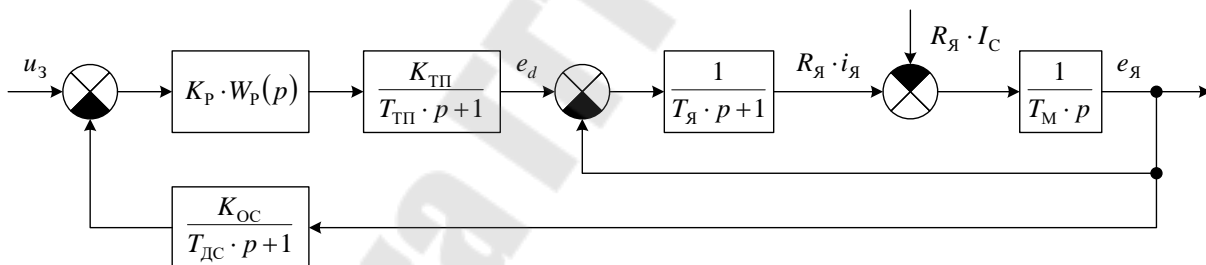 u_З
K_Р · W_Р(p)
K_ТП
T_ТП · p+1
e_d
1
T_Я · p+1
R_Я · i_Я
R_Я · I_С
1
T_М · p
e_Я
K_ОС
T_ДС · p+1